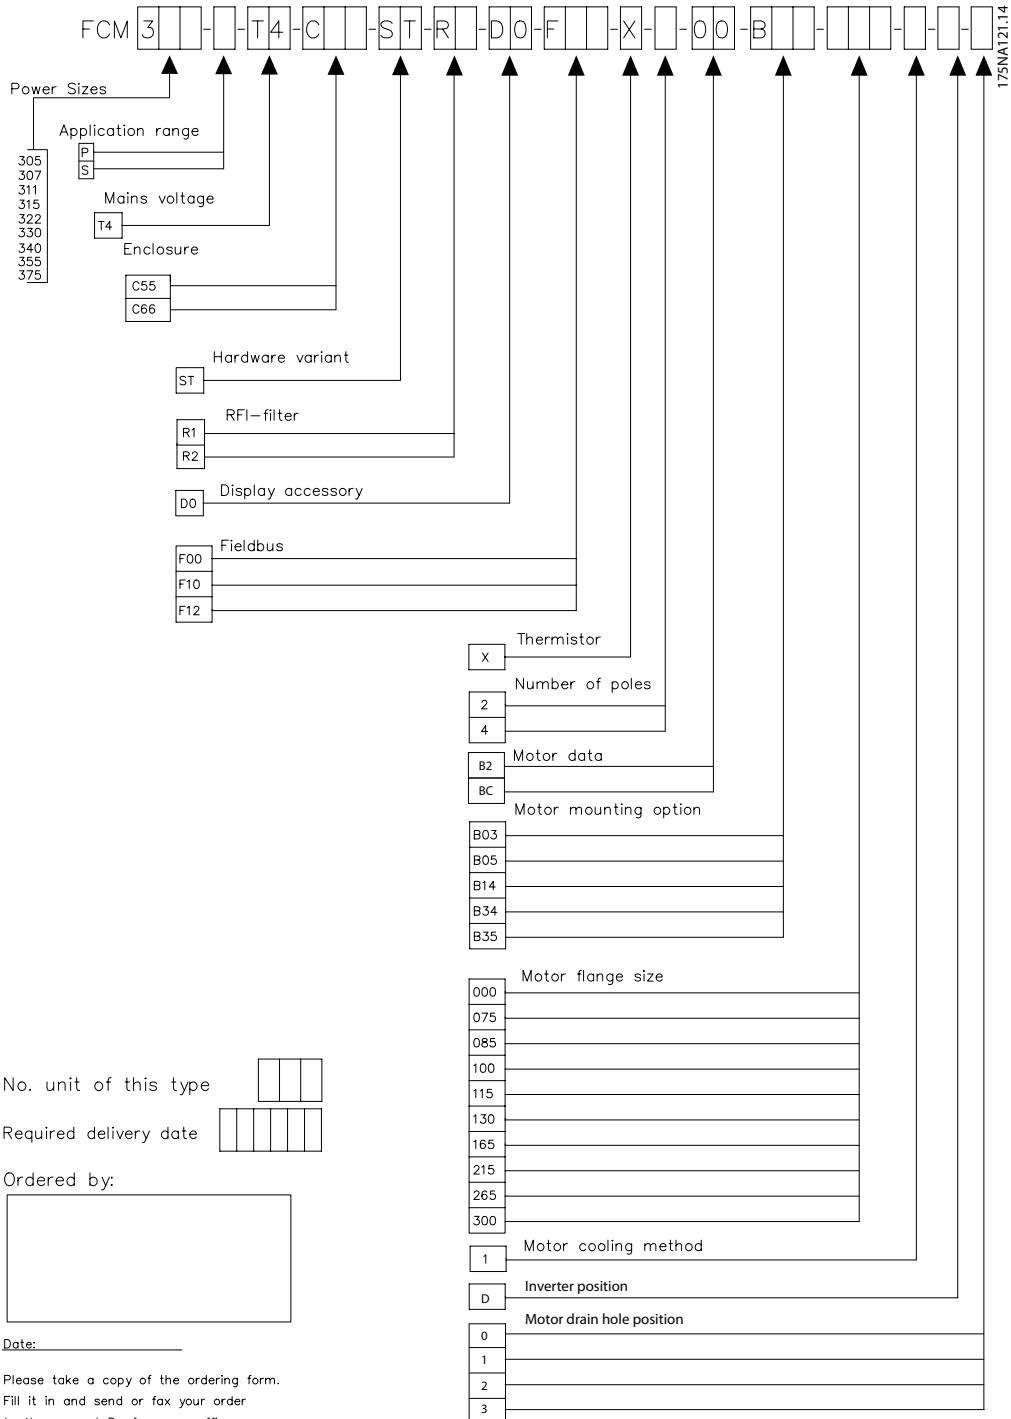 FCM 3 - - T4 - C - ST - R - D0 - F - X - - 00 - B - - - -
175NA121.14
Power Sizes
305
307
311
315
322
330
340
355
375
Application range
P
S
Mains voltage
T4
Enclosure
C55
C66
Hardware variant
ST
RFI-filter
R1
R2
Display accessory
D0
Fieldbus
F00
F10
F12
Thermistor
X
Number of poles
2
4
Motor data
B2
BC
Motor mounting option
B03
B05
B14
B34
B35
Motor flange size
000
075
085
100
115
130
165
215
265
300
Motor cooling method
1
Inverter position
D
Motor drain hole position
0
1
2
3
No. unit of this type
Required delivery date
Ordered by:
Date:
Please take a copy of the ordering form.
Fill it in and send or fax your order